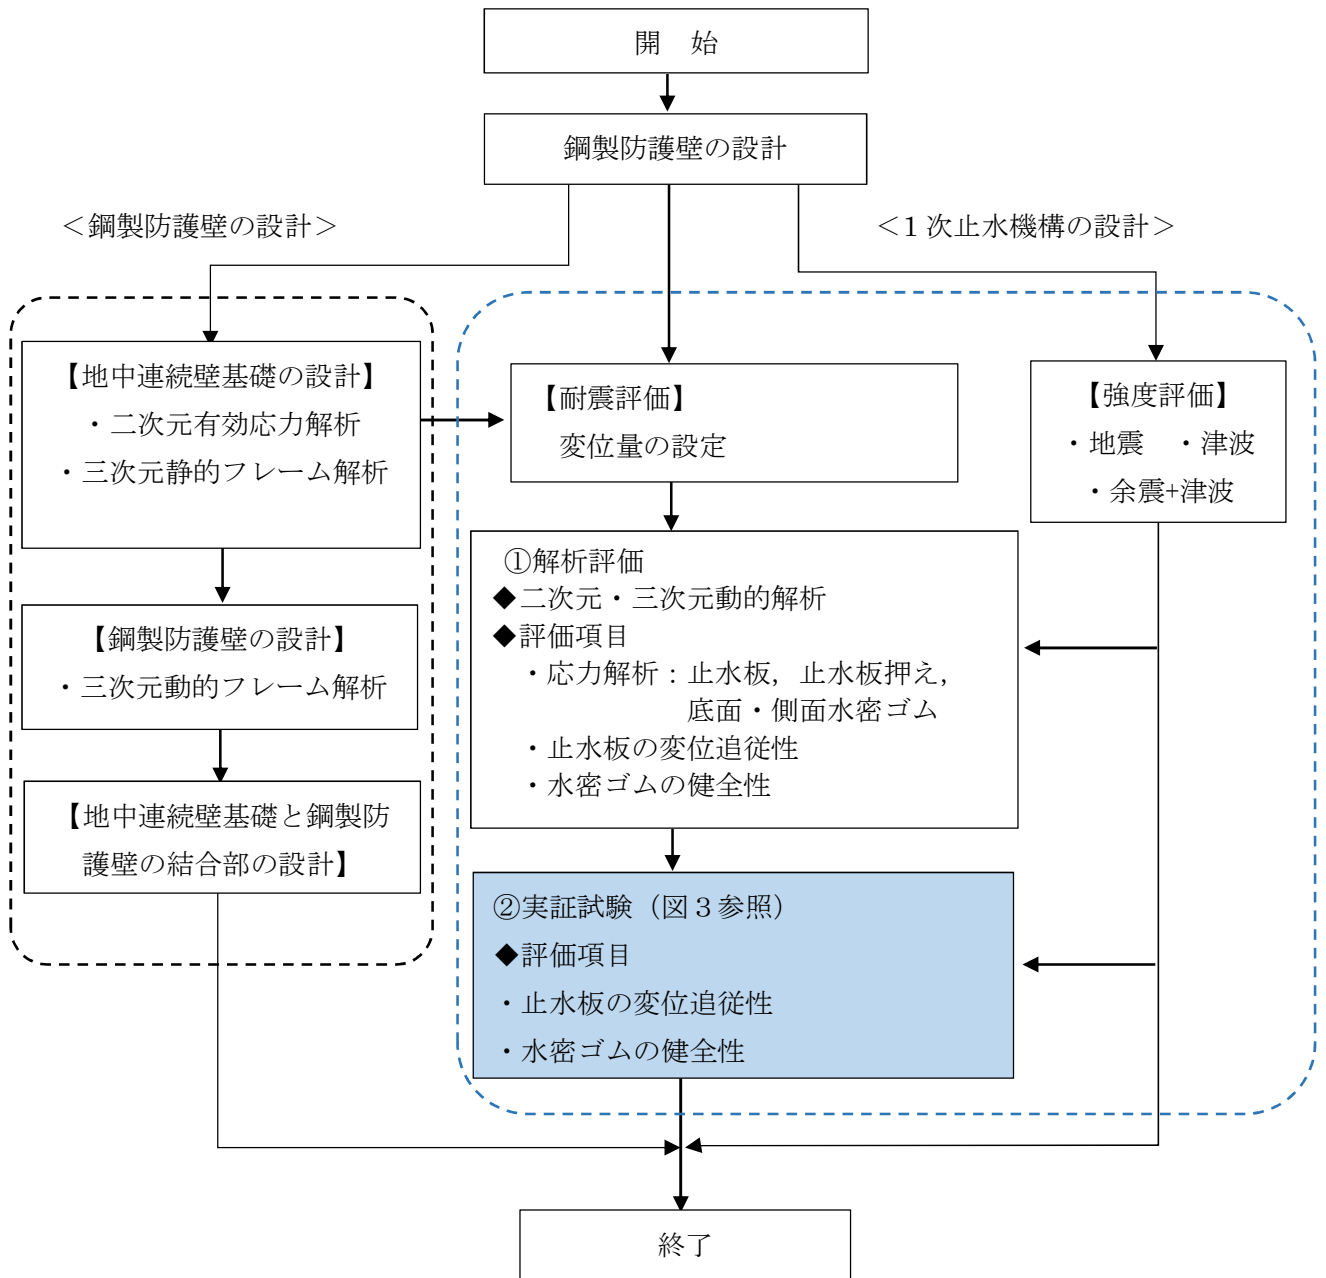 開　始
鋼製防護壁の設計
＜鋼製防護壁の設計＞
＜1 次止水機構の設計＞
【地中連続壁基礎の設計】
・二次元有効応力解析
・三次元静的フレーム解析
【鋼製防護壁の設計】
・三次元動的フレーム解析
【地中連続壁基礎と鋼製防
護壁の結合部の設計】
【耐震評価】
変位量の設定
①解析評価
◆二次元・三次元動的解析
◆評価項目
・応力解析：止水板，止水板押え，
底面・側面水密ゴム
・止水板の変位追従性
・水密ゴムの健全性
②実証試験（図３参照）
◆評価項目
・止水板の変位追従性
・水密ゴムの健全性
【強度評価】
・地震　・津波
・余震+津波
終了